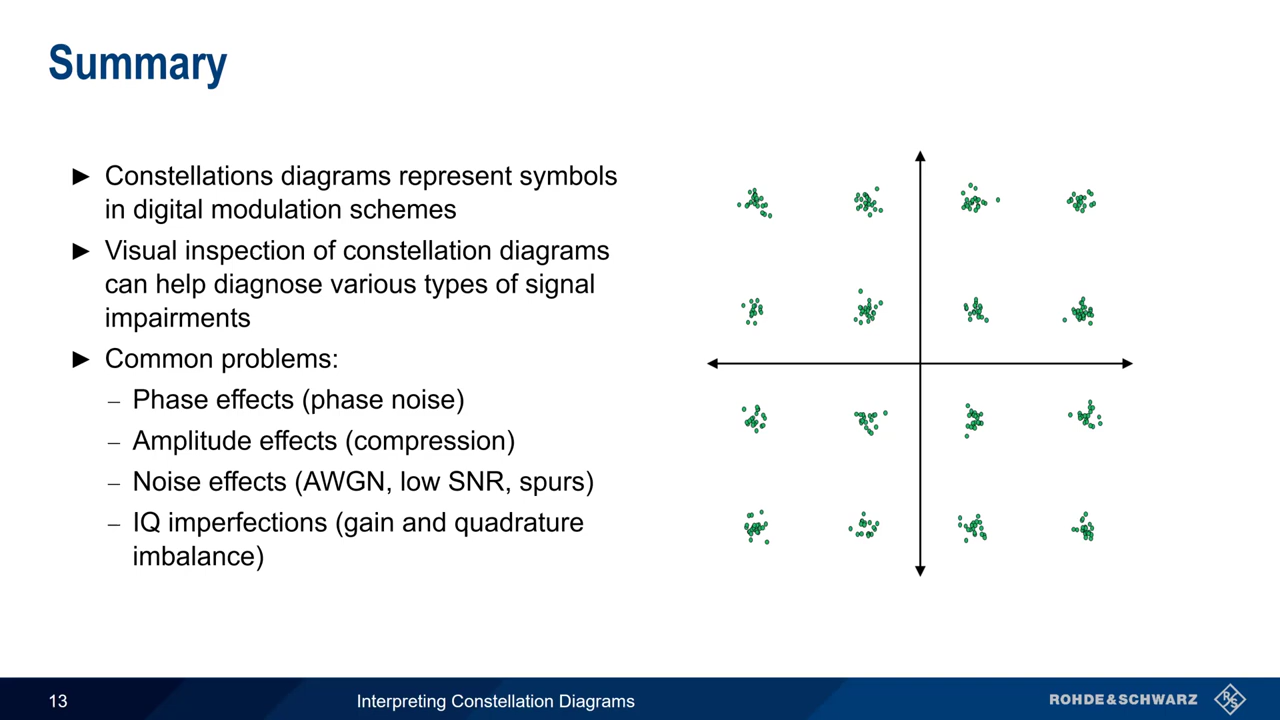 Summary
► Constellations diagrams represent symbols
in digital modulation schemes
► Visual inspection of constellation diagrams
can help diagnose various types of signal
impairments
► Common problems:
– Phase effects (phase noise)
– Amplitude effects (compression)
– Noise effects (AWGN, low SNR, spurs)
– IQ imperfections (gain and quadrature
imbalance)
13
Interpreting Constellation Diagrams
ROHDE & SCHWARZ
R&S